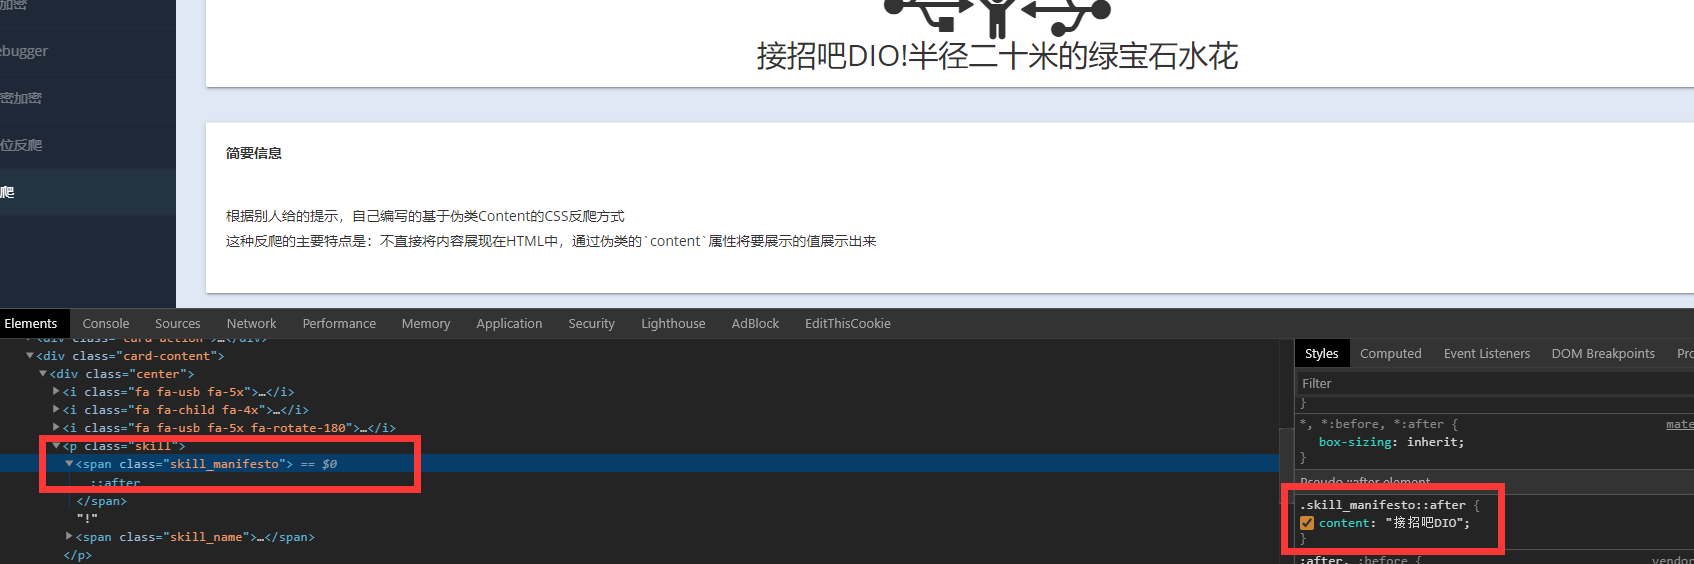 加密
ebugger
密加密
位反爬
爬
接招吧DIO!半径二十米的绿宝石水花
简要信息
根据别人给的提示，自己编写的基于伪类Content的CSS反爬方式
这种反爬的主要特点是：不直接将内容展现在HTML中，通过伪类的`content`属性将要展示的值展示出来
Elements Console Sources Network Performance Memory Application Security Lighthouse AdBlock EditThisCookie
<div class="card-action">…</div>
▼<div class="card-content">
▼<div class="center">
▶<i class="fa fa-usb fa-5x">…</i>
▶<i class="fa fa-child fa-4x">…</i>
▶<i class="fa fa-usb fa-5x fa-rotate-180">…</i>
▼<p class="skill">
▼<span class="skill_manifesto"> == $0
::after
</span>
"!"
▶<span class="skill_name">…</span>
</p>
Styles Computed Event Listeners DOM Breakpoints Pro
Filter
}
*, *:before, *:after { mate
box-sizing: inherit;
}
Pseudo ::after element
.skill_manifesto::after {
content: "接招吧DIO";
}
:after, :before { vendor